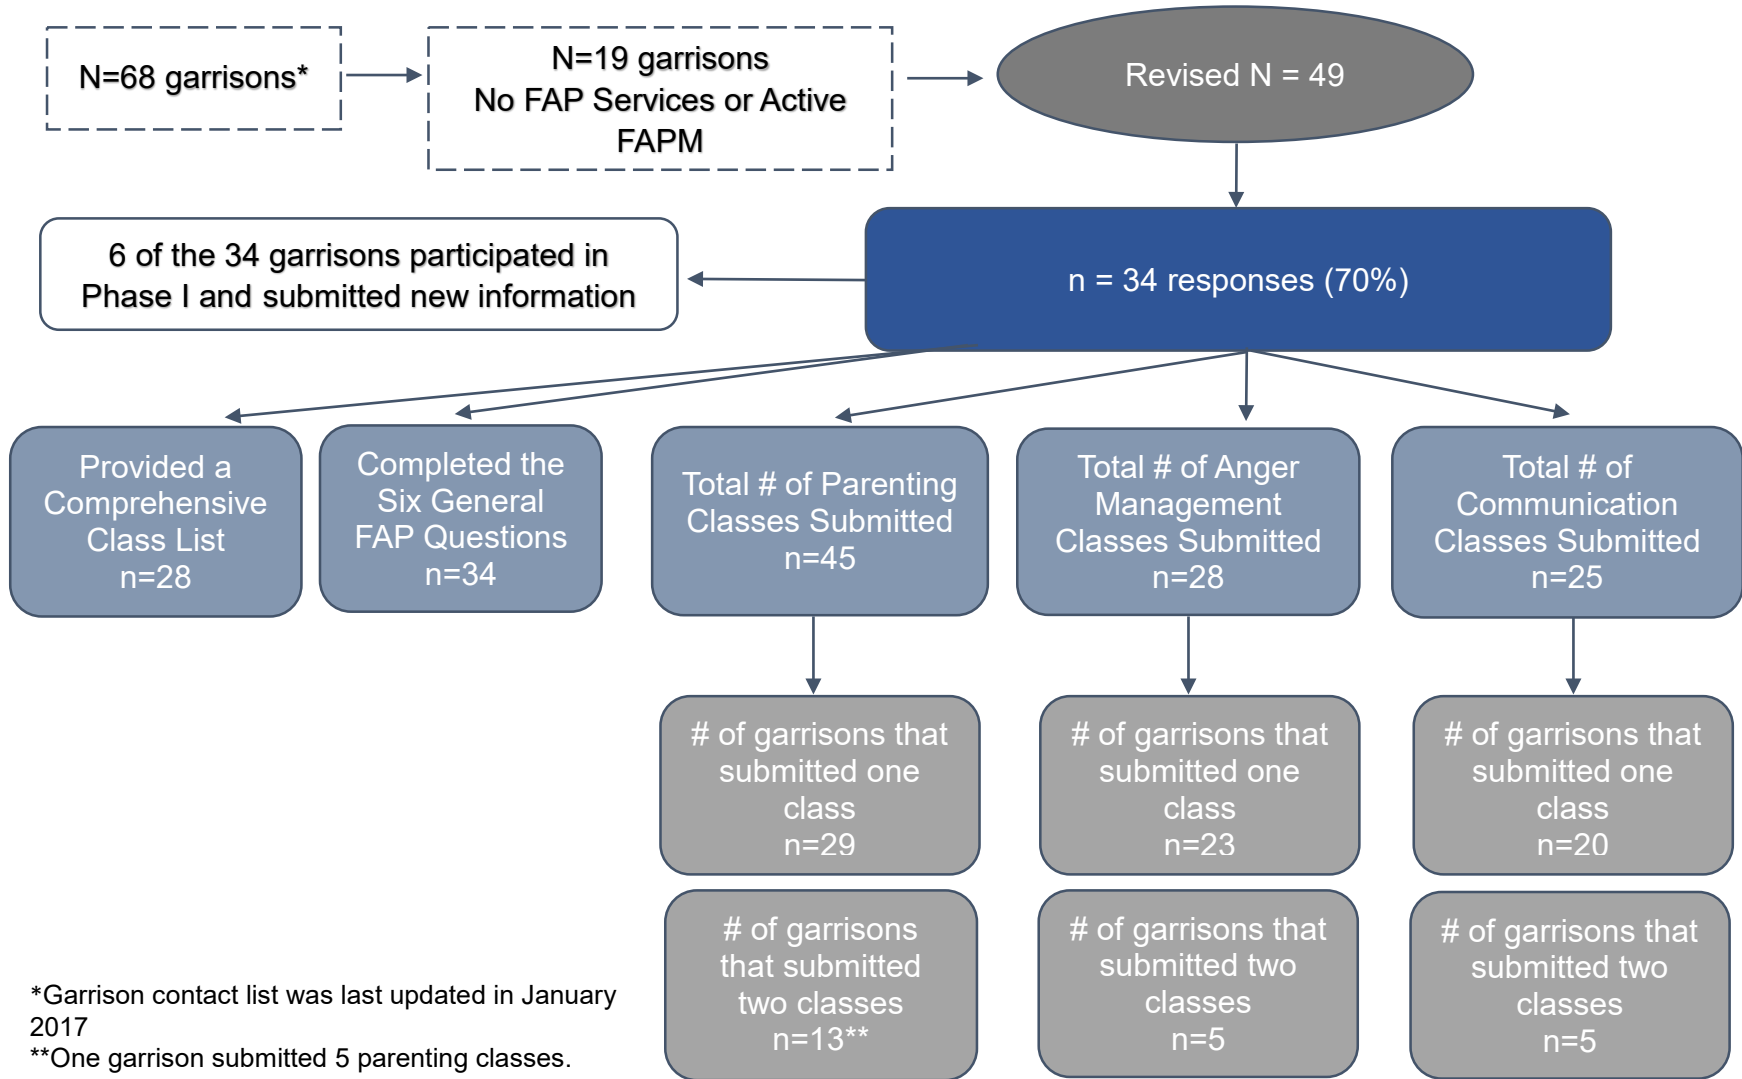 N=68 garrisons*
N=19 garrisons
No FAP Services or Active
FAPM
Revised N = 49
6 of the 34 garrisons participated in
Phase I and submitted new information
n = 34 responses (70%)
Provided a
Comprehensive
Class List
n=28
Completed the
Six General
FAP Questions
n=34
Total # of Parenting
Classes Submitted
n=45
Total # of Anger
Management
Classes Submitted
n=28
Total # of
Communication
Classes Submitted
n=25
# of garrisons that
submitted one
class
n=29
# of garrisons that
submitted one
class
n=23
# of garrisons that
submitted one
class
n=20
# of garrisons
that submitted
two classes
n=13**
# of garrisons that
submitted two
classes
n=5
# of garrisons that
submitted two
classes
n=5
*Garrison contact list was last updated in January
2017
**One garrison submitted 5 parenting classes.